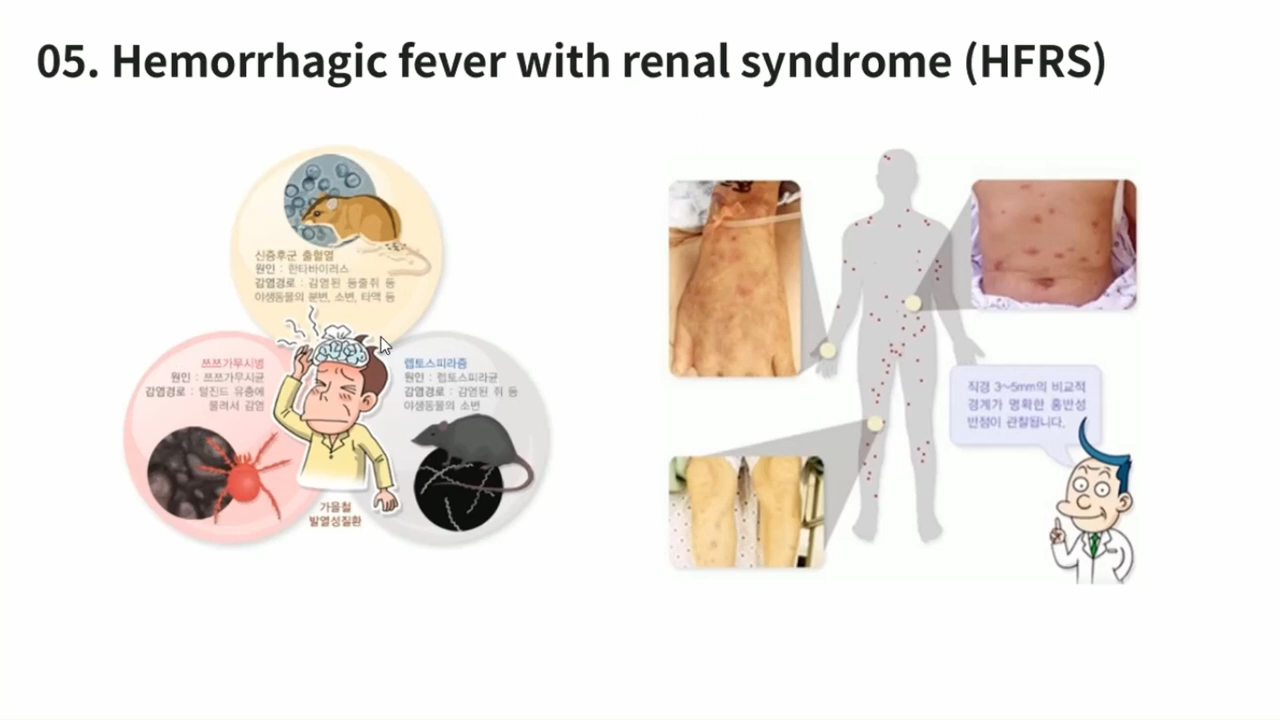 05. Hemorrhagic fever with renal syndrome (HFRS)
신증후군 출혈열
원인 : 한타바이러스
감염경로 : 감염된 등줄쥐 등
야생동물의 분변, 소변, 타액 등
쯔쯔가무시병
원인 : 쯔쯔가무시균
감염경로 : 털진드 유충에
물려서 감염
렙토스피라증
원인 : 렙토스피라균
감염경로 : 감염된 쥐 등
야생동물의 소변
가을철
발열성질환
직경 3~5mm의 비교적
경계가 명확한 홍반성
반점이 관찰됩니다.